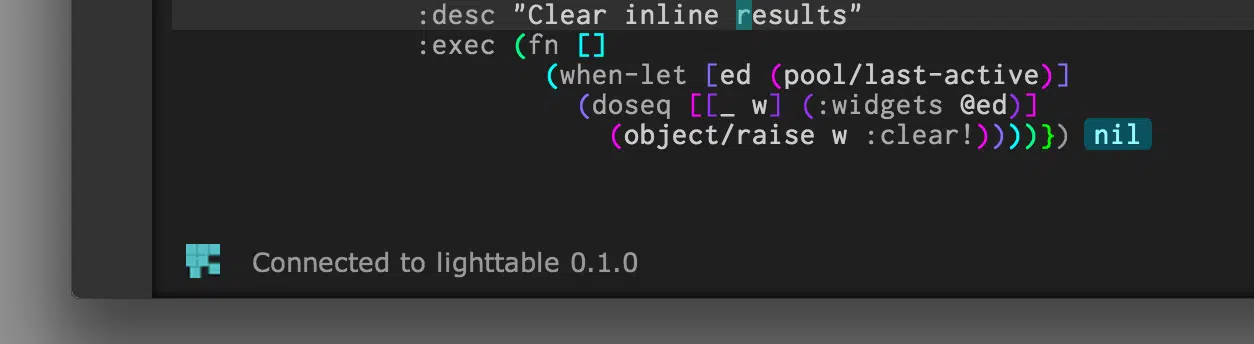 :desc "Clear inline results"
:exec (fn []
(when-let [ed (pool/last-active)]
(doseq [[_ w] (:widgets @ed)]
(object/raise w :clear!))))}) nil
Connected to lighttable 0.1.0